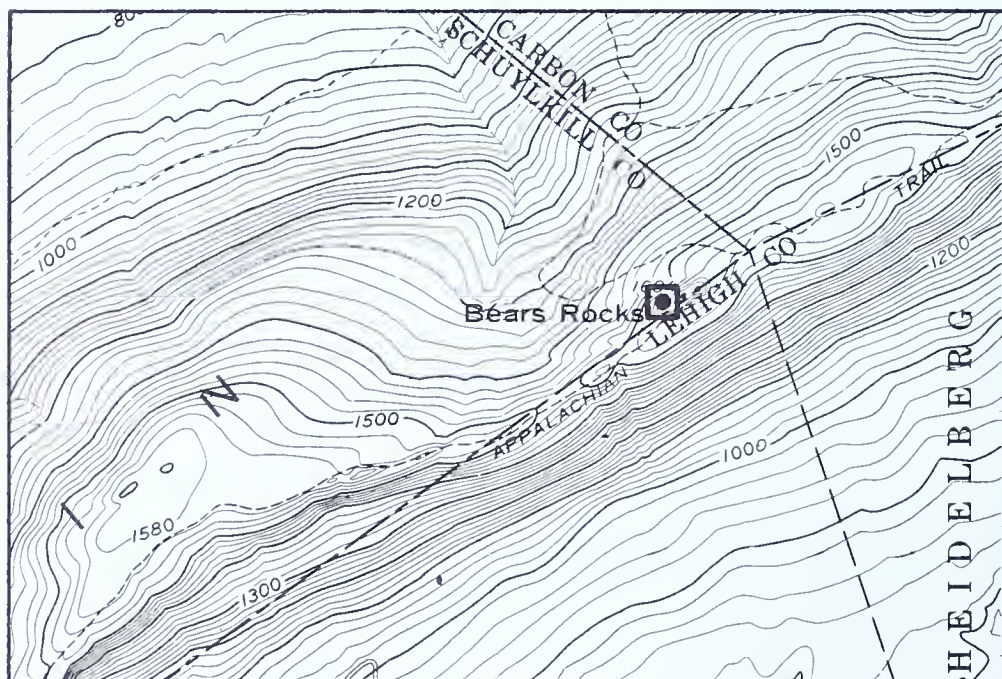 800
CARBON CO
SCHUYLKILL CO
1500
TRAIL
1200
1000
CO
1200
LEHIGH
Bears Rocks
APPALACHIAN
N
1500
1000
I
1580
1300
HEIDELBERG